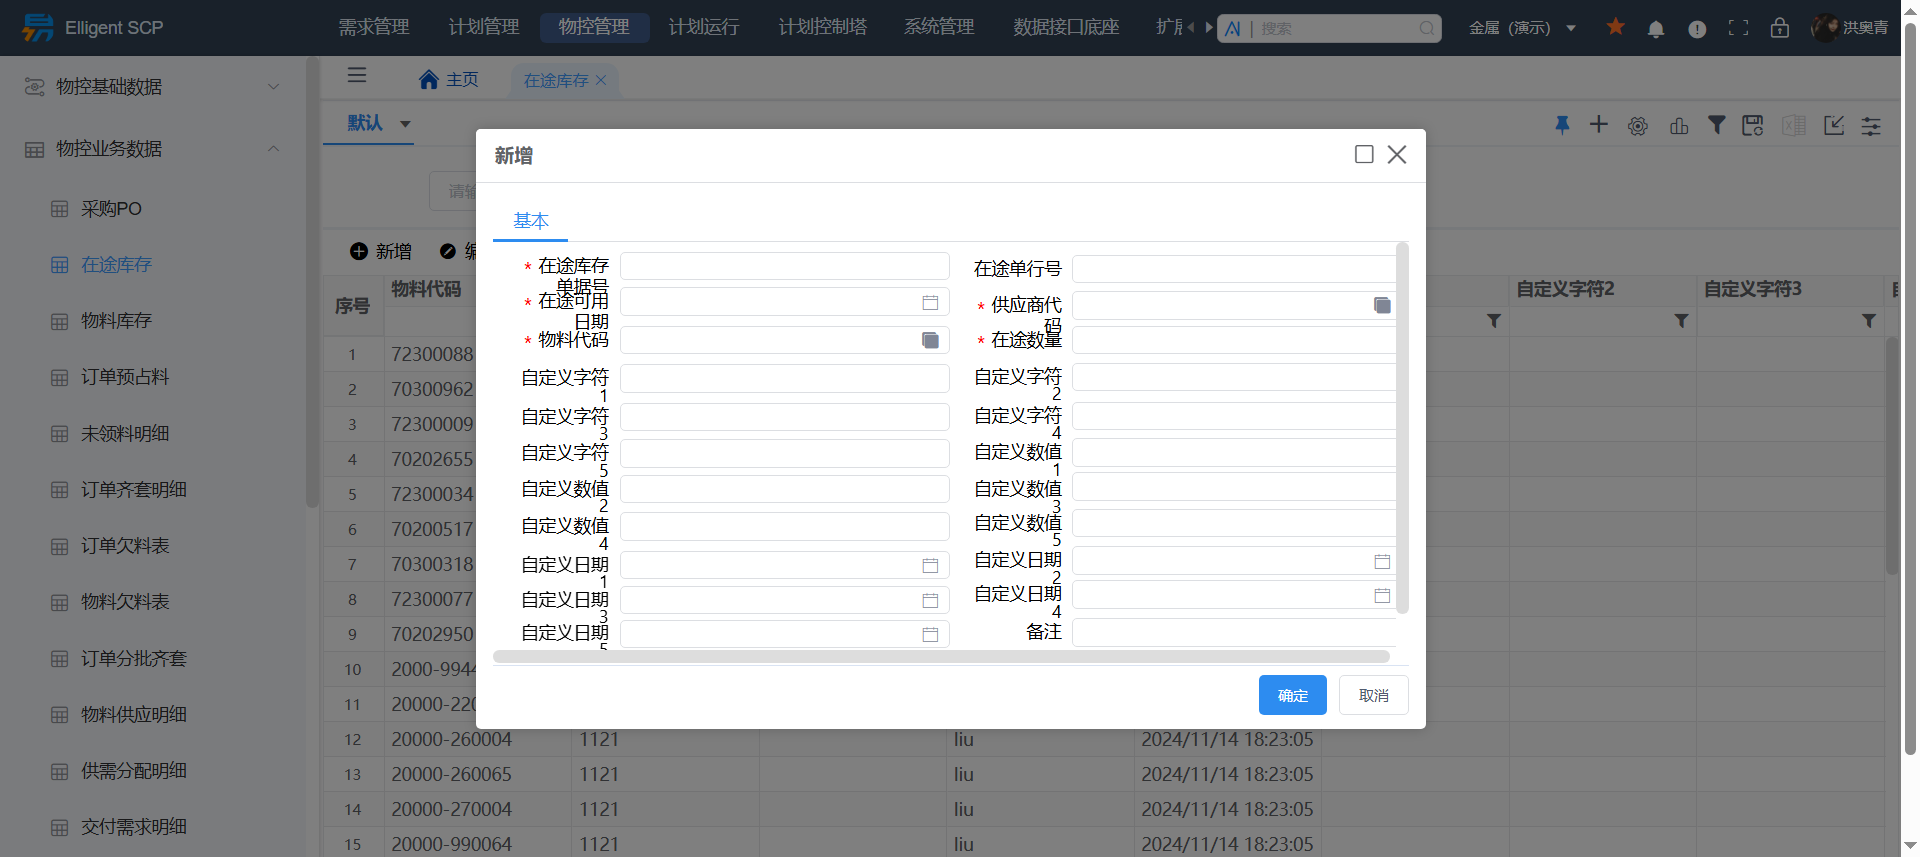 Elligent SCP
需求管理
计划管理
物控管理
计划运行
计划控制塔
系统管理
数据接口底座
搜索
金属（演示）
洪奥青
物控基础数据
物控业务数据
采购PO
在途库存
物料库存
订单预占料
未领料明细
订单齐套明细
订单欠料表
物料欠料表
订单分批齐套
物料供应明细
供需分配明细
交付需求明细
主页
在途库存
默认
新增
序号
物料代码
自定义字符2
自定义字符3
1 72300088
2 70300962
3 72300009
4 70202655
5 72300034
6 70200517
7 70300318
8 72300077
9 70202950
10 2000-994
11 20000-220
12 20000-260004 1121 liu 2024/11/14 18:23:05
13 20000-260065 1121 liu 2024/11/14 18:23:05
14 20000-270004 1121 liu 2024/11/14 18:23:05
15 20000-990064 1121 liu 2024/11/14 18:23:05
新增
基本
* 在途库存单据号
在途单行号
* 在途可用日期
* 供应商代码
* 物料代码
* 在途数量
自定义字符1
自定义字符2
自定义字符3
自定义字符4
自定义字符5
自定义数值1
自定义数值2
自定义数值3
自定义数值4
自定义数值5
自定义日期1
自定义日期2
自定义日期3
自定义日期4
自定义日期5
备注
确定
取消